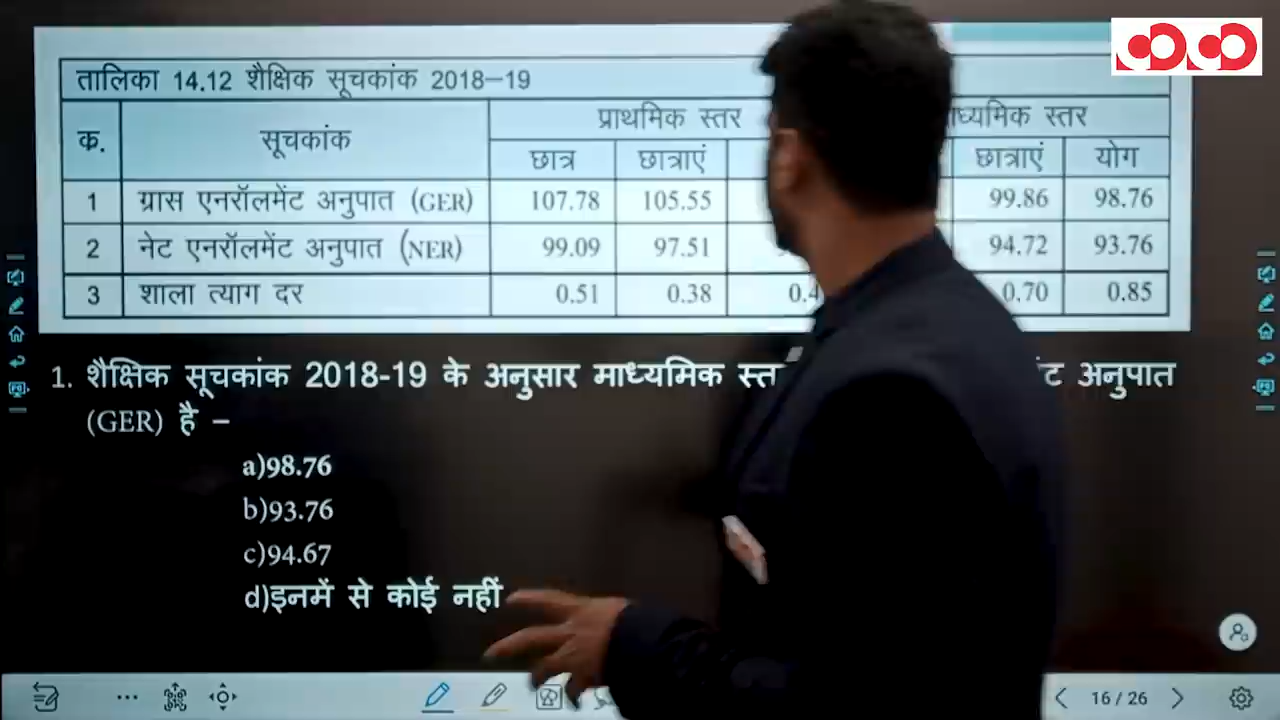 तालिका 14.12 शैक्षिक सूचकांक 2018–19
क. सूचकांक प्राथमिक स्तर स्तर
छात्र छात्राएं छात्राएं योग
1 ग्रास एनरॉलमेंट अनुपात (GER) 107.78 105.55 99.86 98.76
2 नेट एनरॉलमेंट अनुपात (NER) 99.09 97.51 94.72 93.76
3 शाला त्याग दर 0.51 0.38 0.70 0.85
1. शैक्षिक सूचकांक 2018-19 के अनुसार माध्यमिक अनुपात
(GER) है –
a)98.76
b)93.76
c)94.67
d)इनमें से कोई नहीं
16 / 26